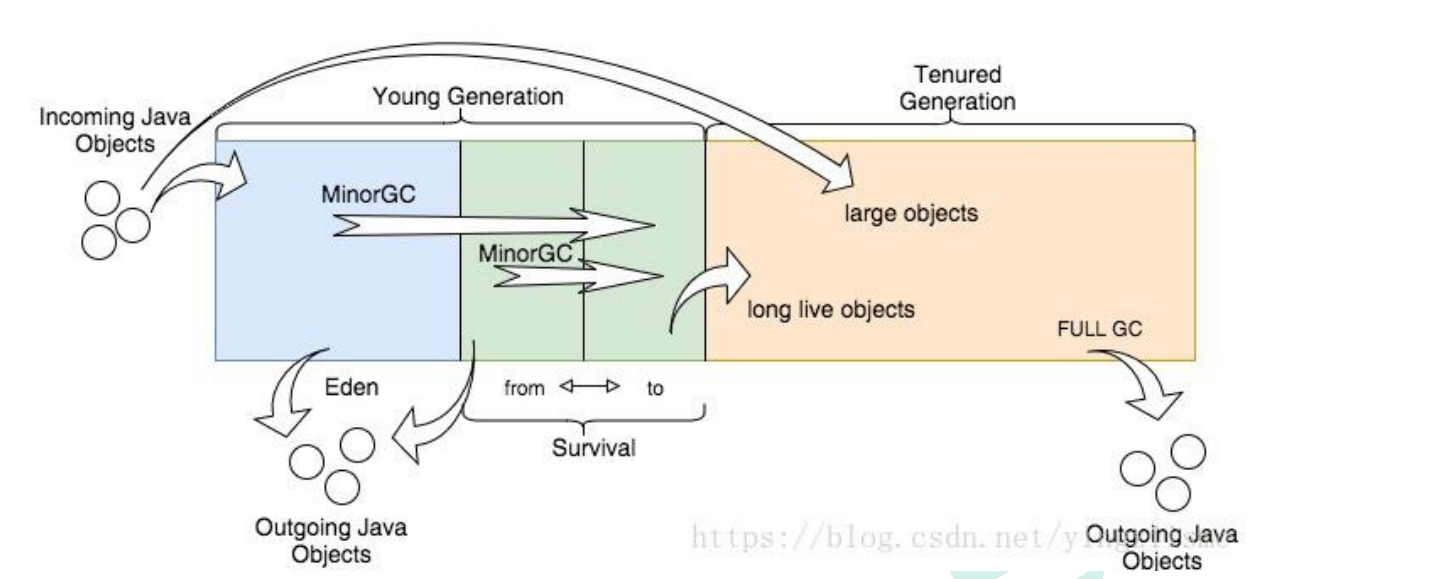 Tenured
Generation
Young Generation
Incoming Java
Objects
MinorGC
large objects
MinorGC
long live objects
FULL GC
Eden
from
to
Survival
Outgoing Java
Objects
https://blog.csdn.net/
Outgoing Java
Objects